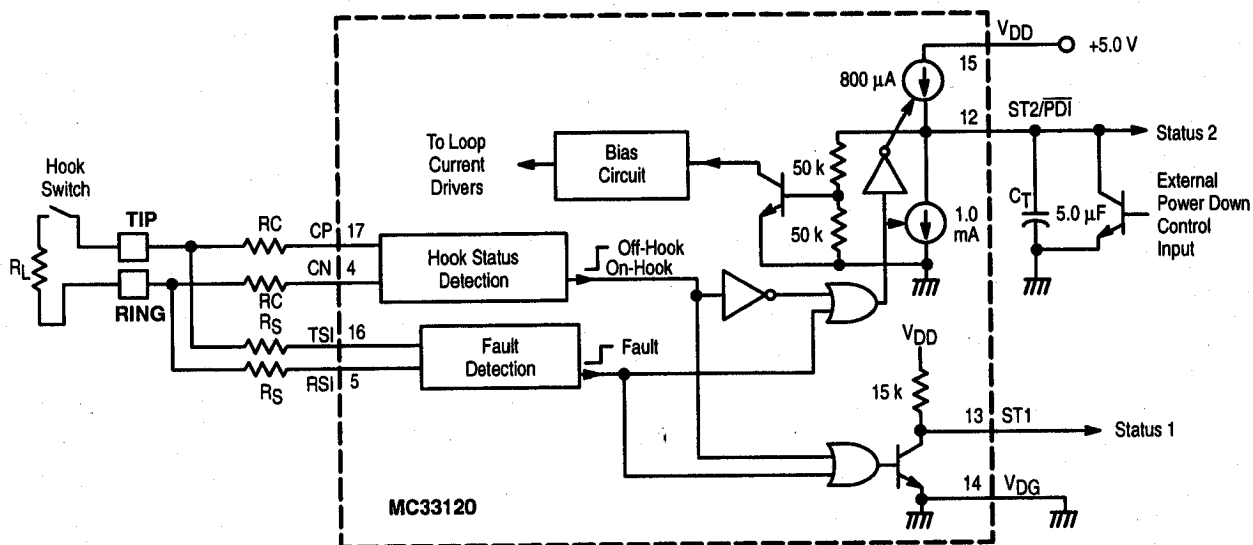 VDD
+5.0 V
15
800 µA
12
ST2/PDI
Status 2
To Loop
Current
Drivers
Bias
Circuit
50 k
50 k
1.0
mA
CT
5.0 µF
External
Power Down
Control
Input
Hook
Switch
TIP
RL
RING
RC
CP
17
CN
4
RC
Hook Status
Detection
Off-Hook
On-Hook
RS
TSI
16
RSI
5
RS
Fault
Detection
Fault
VDD
15 k
13
ST1
Status 1
14
VDG
MC33120